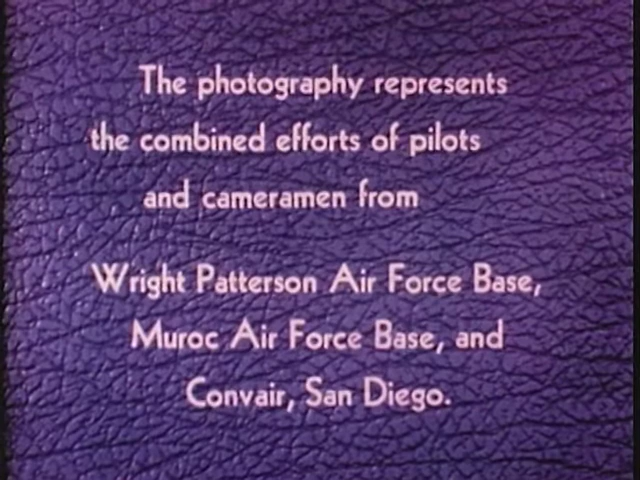 The photography represents
the combined efforts of pilots
and cameramen from
Wright Patterson Air Force Base,
Muroc Air Force Base, and
Convair, San Diego.